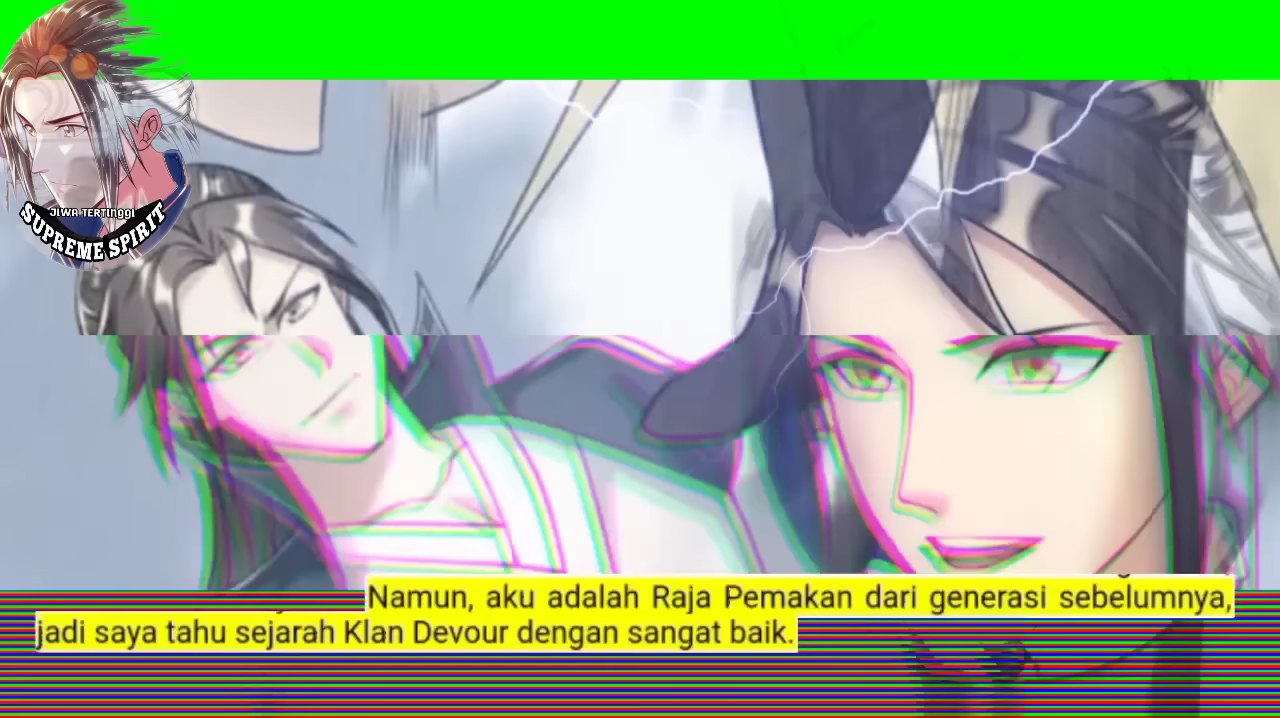 JIWA TERTINGGI
SUPREME SPIRIT
Namun, aku adalah Raja Pemakan dari generasi sebelumnya,
jadi saya tahu sejarah Klan Devour dengan sangat baik.